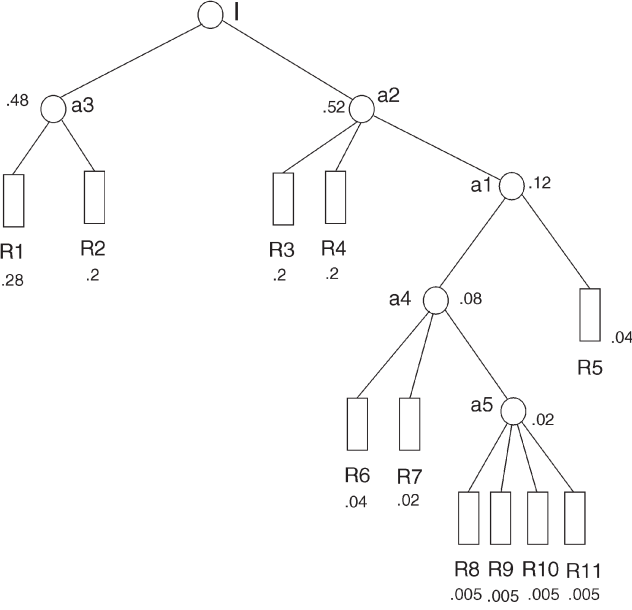 I
.48 a3
.52 a2
a1 .12
R1 R2 R3 R4
.28 .2 .2 .2
a4 .08
.04
R5
a5 .02
R6 R7
.04 .02
R8 R9 R10 R11
.005 .005 .005 .005